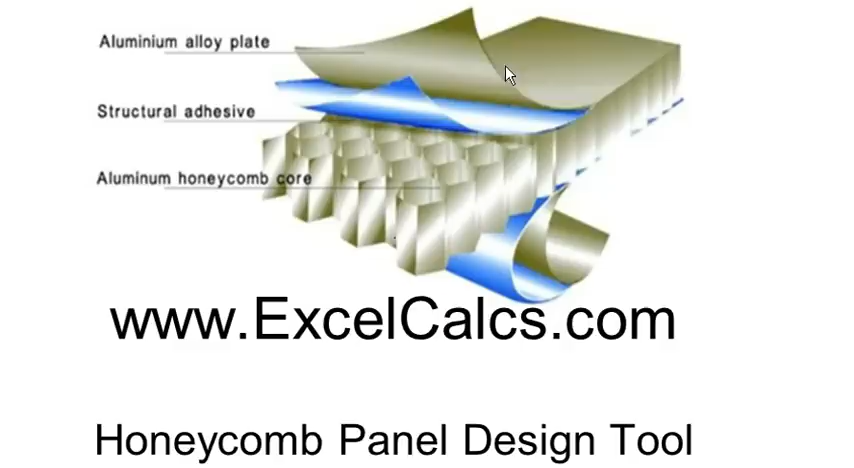 Aluminium alloy plate
Structural adhesive
Aluminum honeycomb core
www.ExcelCalcs.com
Honeycomb Panel Design Tool